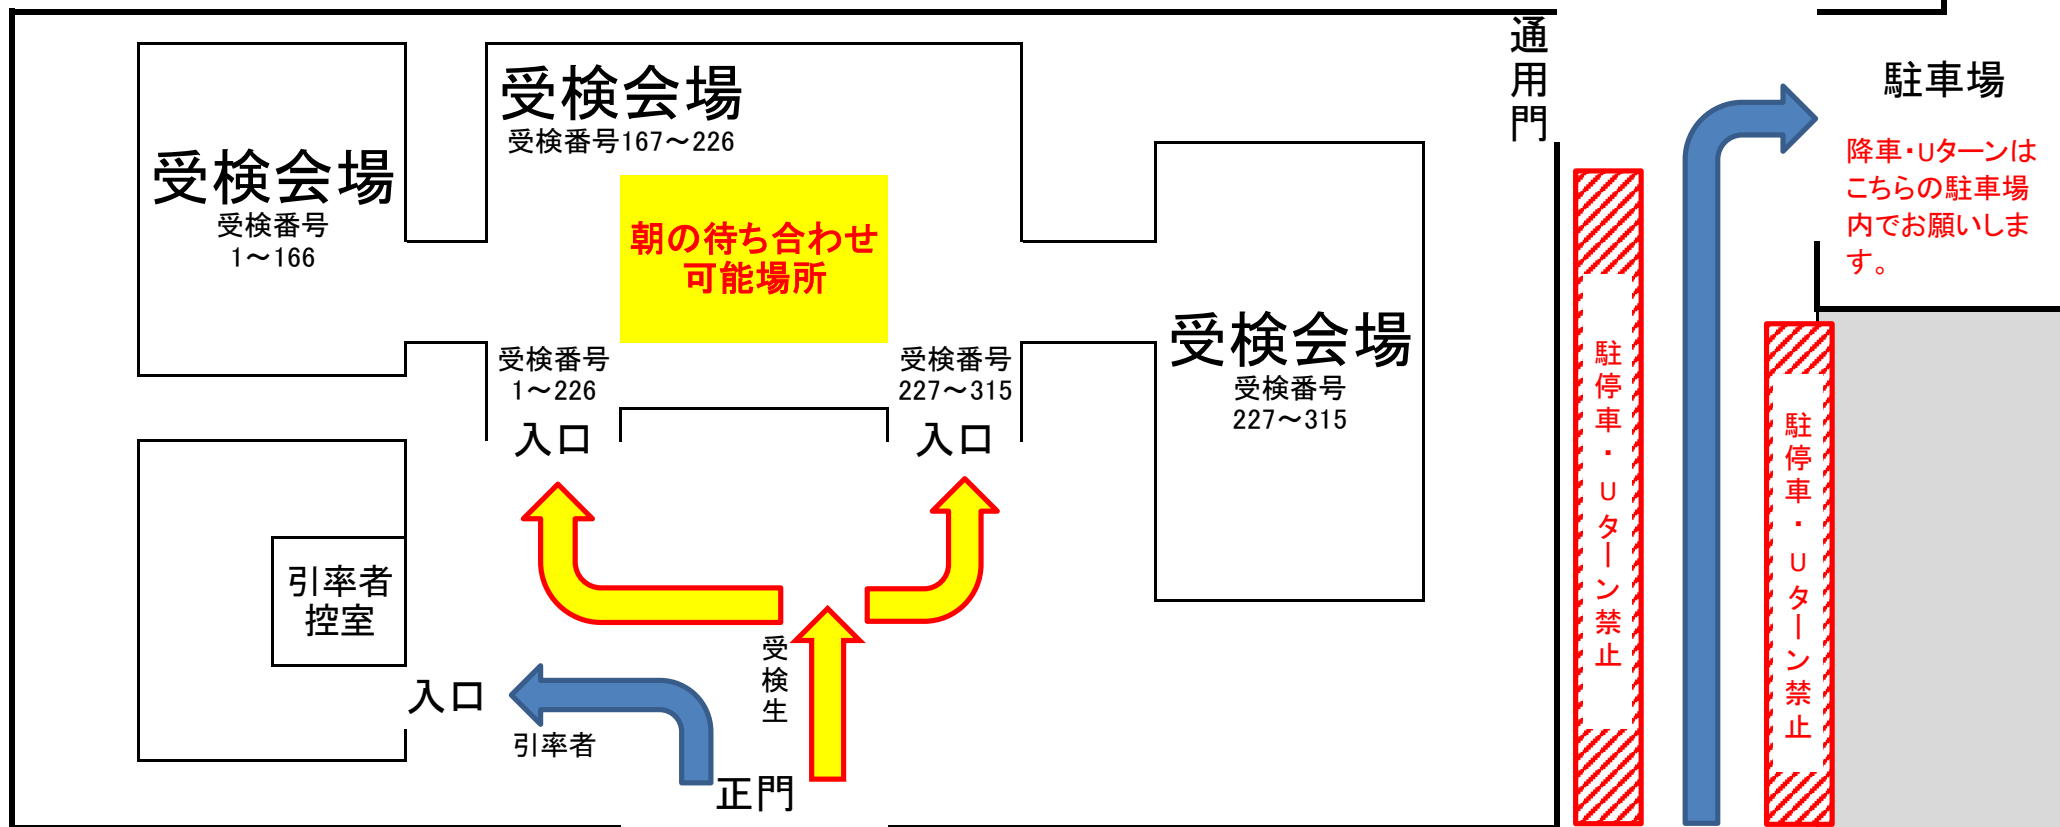 受検会場
受検番号
1～166
受検会場
受検番号167～226
朝の待ち合わせ
可能場所
受検番号
1～226
入口
受検番号
227～315
入口
受検会場
受検番号
227～315
引率者
控室
入口
引率者
受検生
正門
通用門
駐停車・Uターン禁止
駐停車・Uターン禁止
駐車場
降車・Uターンは
こちらの駐車場
内でお願いしま
す。